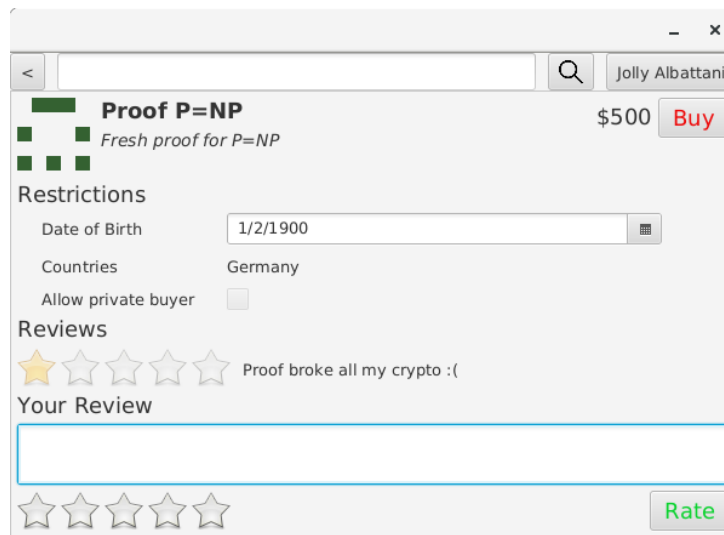 < Jolly Albattani
Proof P=NP $500 Buy
Fresh proof for P=NP
Restrictions
Date of Birth 1/2/1900
Countries Germany
Allow private buyer
Reviews
Proof broke all my crypto :(
Your Review
Rate